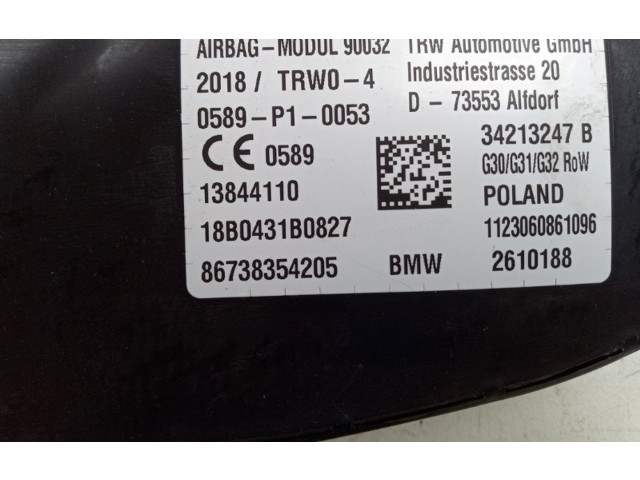 AIRBAG-MODUL 90032 TRW Automotive GmbH
2018 / TRW0-4 Industriestrasse 20
0589-P1-0053 D - 73553 Alfdorf
CE 0589 34213247 B
G30/G31/G32 RoW
13844110 POLAND
18B0431B0827 1123060861096
86738354205 BMW 2610188